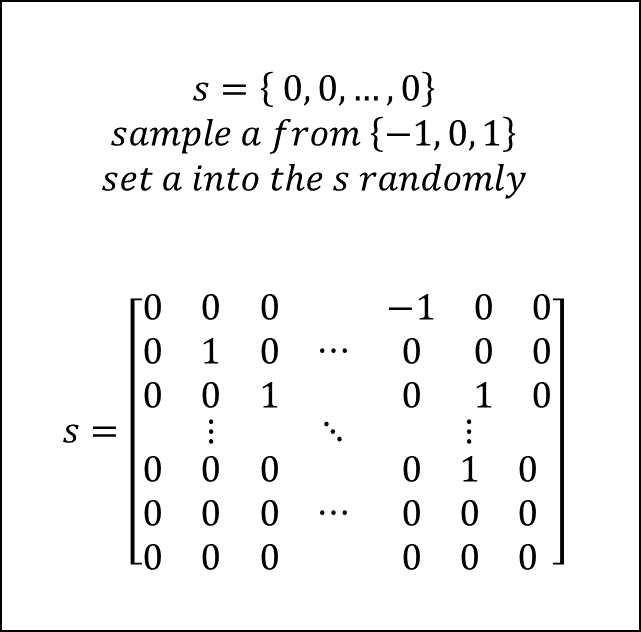 s = { 0, 0, … , 0}
sample a from {−1, 0, 1}
set a into the s randomly
0 0 0 −1 0 0
0 1 0 ⋯ 0 0 0
0 0 1 0 1 0
s = ⋮ ⋱ ⋮
0 0 0 0 1 0
0 0 0 ⋯ 0 0 0
0 0 0 0 0 0